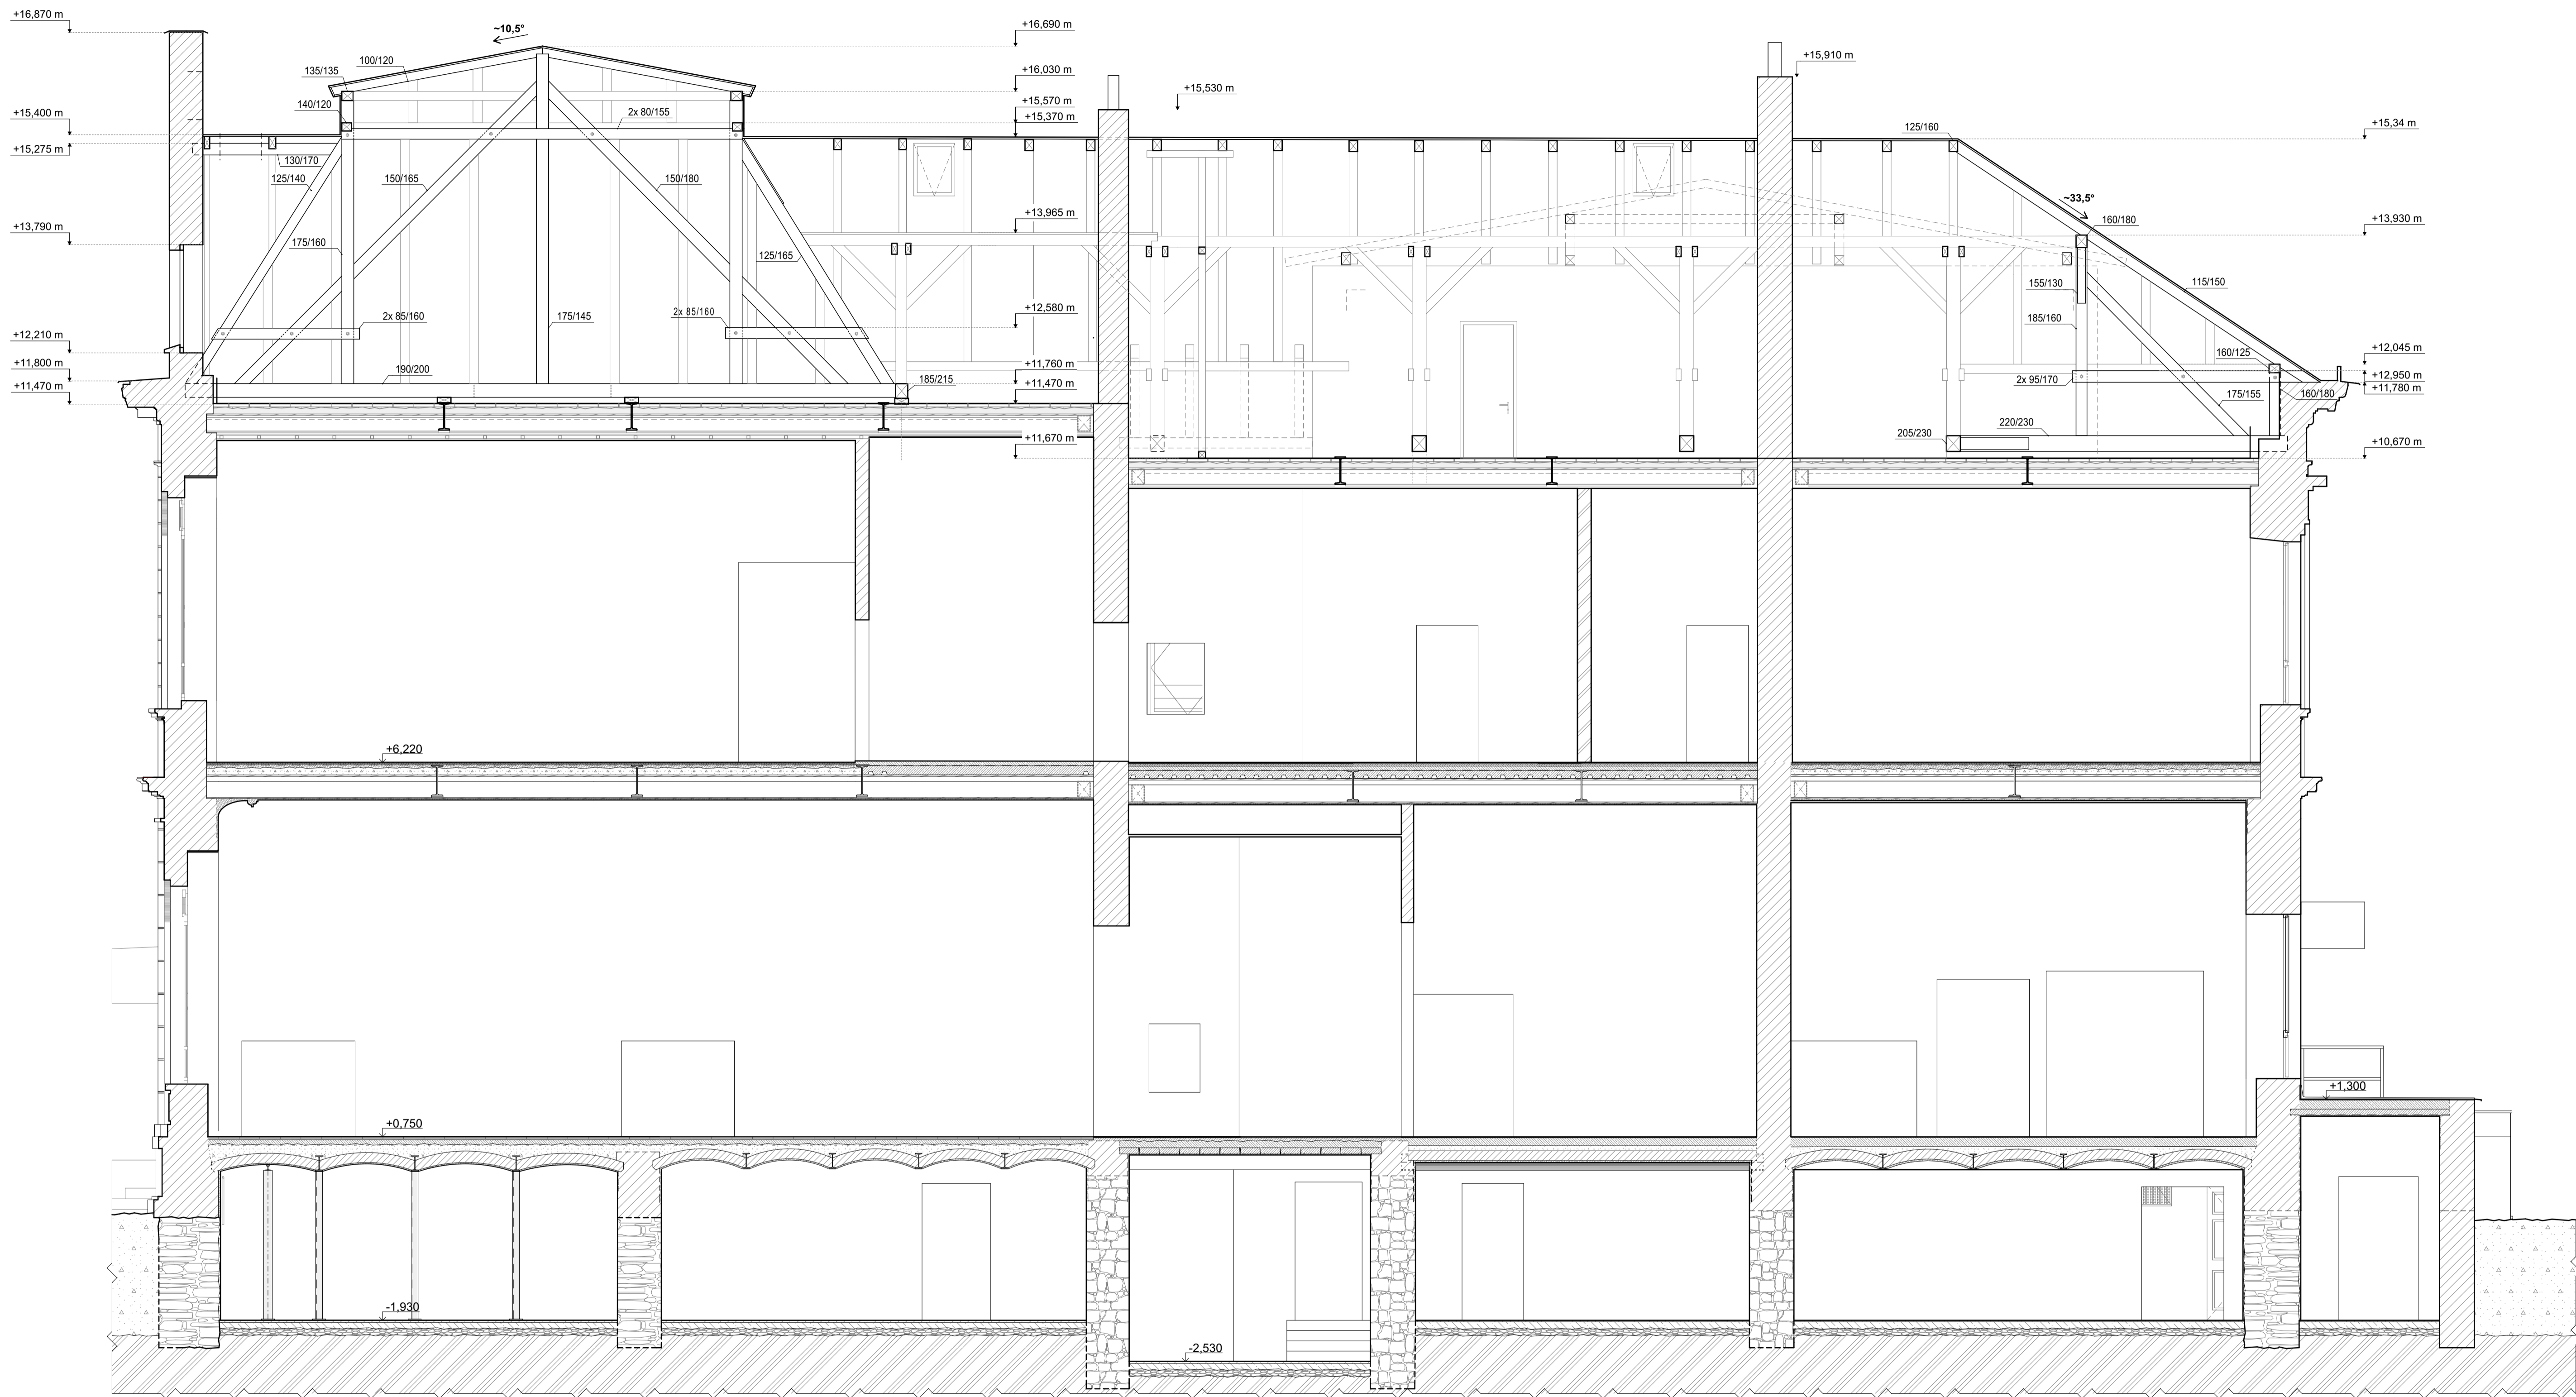 +16,870 m
~10,5°
+16,690 m
+15,910 m
100/120
135/135
+16,030 m
+15,530 m
140/120
2x 80/155
+15,570 m
+15,400 m
+15,370 m
125/160
+15,34 m
+15,275 m
130/170
125/140
150/165
150/180
~33,5°
+13,965 m
160/180
+13,930 m
+13,790 m
175/160
125/165
155/130
115/150
2x 85/160
175/145
2x 85/160
+12,580 m
185/160
+12,210 m
160/125
+12,045 m
+11,800 m
190/200
+11,760 m
185/215
2x 95/170
+12,950 m
+11,470 m
+11,470 m
175/155
160/180
+11,780 m
220/230
205/230
+11,670 m
+10,670 m
+6,220
+1,300
+0,750
-1,930
-2,530